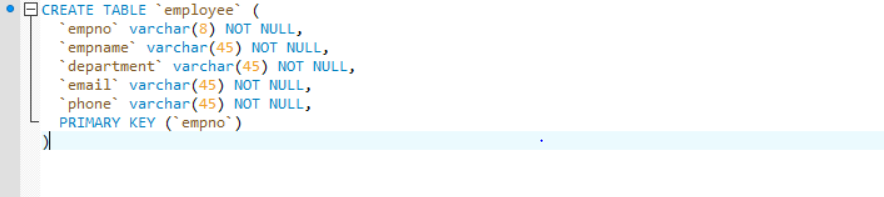 CREATE TABLE `employee` (
`empno` varchar(8) NOT NULL,
`empname` varchar(45) NOT NULL,
`department` varchar(45) NOT NULL,
`email` varchar(45) NOT NULL,
`phone` varchar(45) NOT NULL,
PRIMARY KEY (`empno`)
)